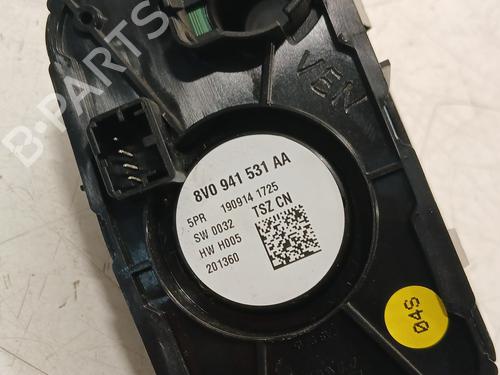 B-PARTS
VEN
8V0 941 531 AA
5PR 190914 1725
SW 0032 TSZ CN
HW H005
201360
04S